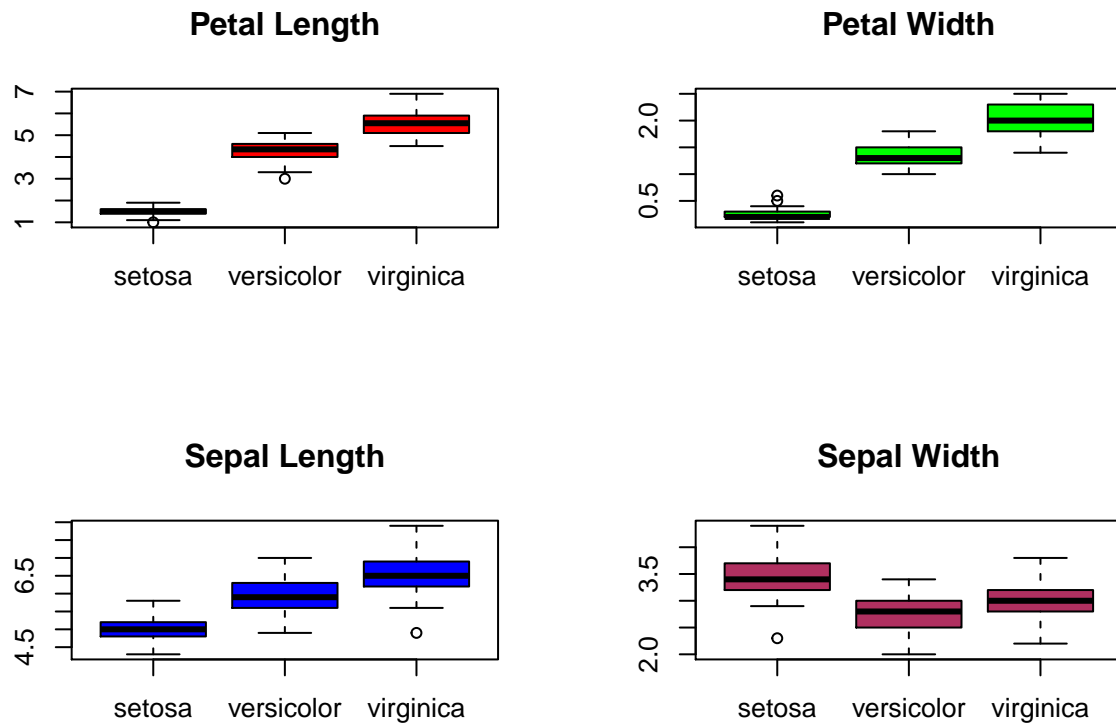 Petal Length
7
5
3
1
setosa versicolor virginica
Petal Width
2.0
0.5
setosa versicolor virginica
Sepal Length
6.5
4.5
setosa versicolor virginica
Sepal Width
3.5
2.0
setosa versicolor virginica